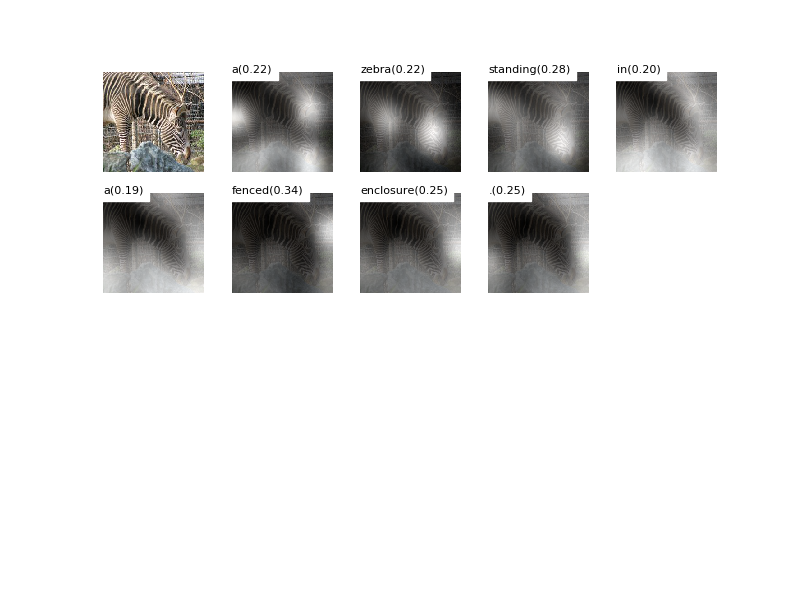 a(0.22) zebra(0.22) standing(0.28) in(0.20)
a(0.19) fenced(0.34) enclosure(0.25) .(0.25)